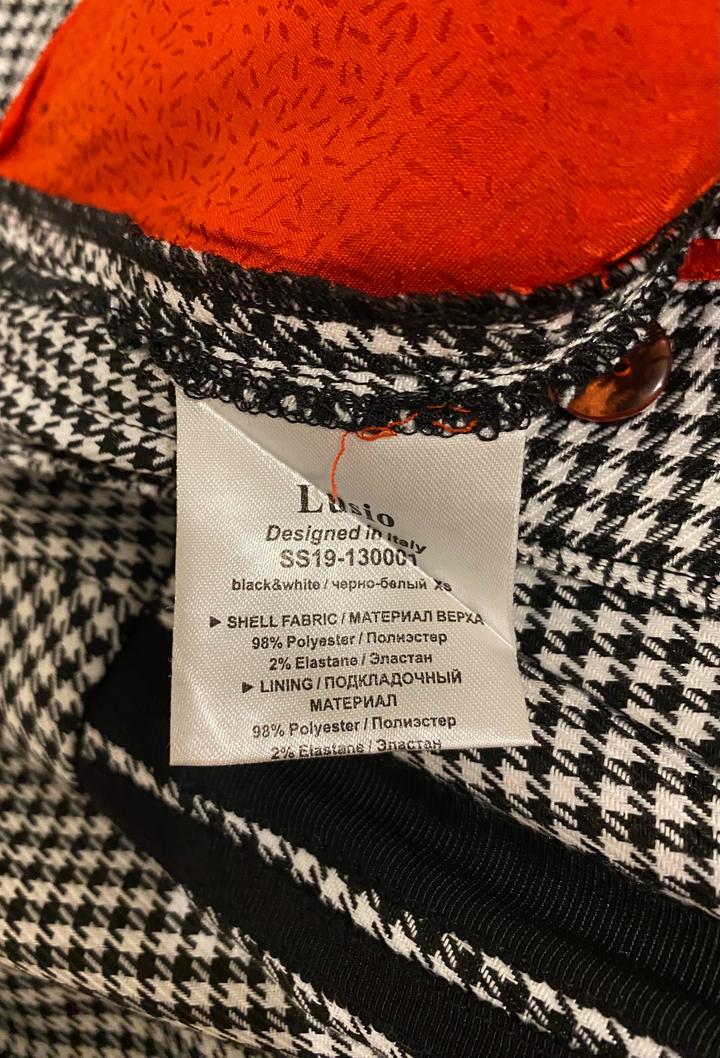 Lusio
Designed in Italy
SS19-130001
black&white / черно-белый xs
▶ SHELL FABRIC / МАТЕРИАЛ ВЕРХА
98% Polyester / Полиэстер
2% Elastane / Эластан
▶ LINING / ПОДКЛАДОЧНЫЙ
МАТЕРИАЛ
98% Polyester / Полиэстер
2% Elastane / Эластан